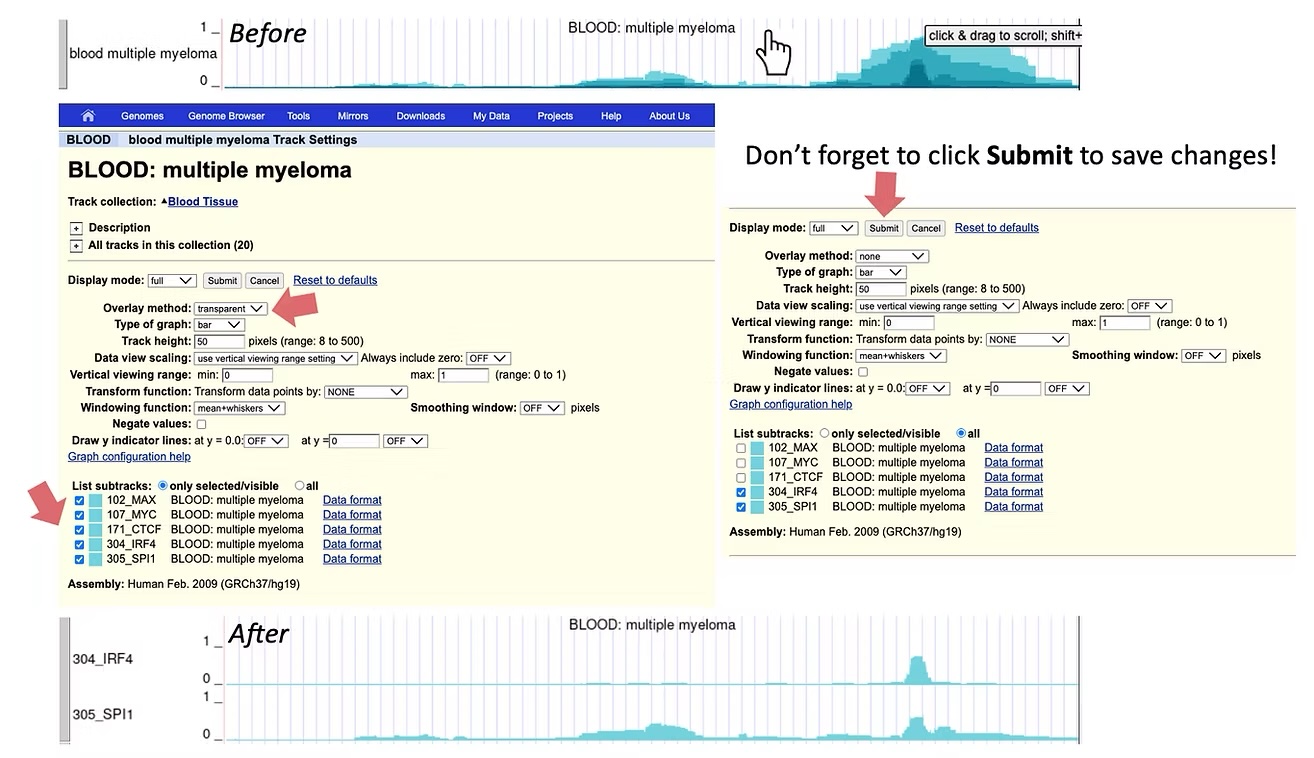 Before
BLOOD: multiple myeloma
click & drag to scroll; shift+
1
blood multiple myeloma
0
Genomes Genome Browser Tools Mirrors Downloads My Data Projects Help About Us
BLOOD blood multiple myeloma Track Settings
BLOOD: multiple myeloma
Track collection: Blood Tissue
+ Description
+ All tracks in this collection (20)
Display mode: full Submit Cancel Reset to defaults
Overlay method: transparent
Type of graph: bar
Track height: 50 pixels (range: 8 to 500)
Data view scaling: use vertical viewing range setting Always include zero: OFF
Vertical viewing range: min: 0 max: 1 (range: 0 to 1)
Transform function: Transform data points by: NONE
Windowing function: mean+whiskers Smoothing window: OFF pixels
Negate values:
Draw y indicator lines: at y = 0.0: OFF at y = 0 OFF
Graph configuration help
List subtracks: only selected/visible all
102_MAX BLOOD: multiple myeloma Data format
107_MYC BLOOD: multiple myeloma Data format
171_CTCF BLOOD: multiple myeloma Data format
304_IRF4 BLOOD: multiple myeloma Data format
305_SPI1 BLOOD: multiple myeloma Data format
Assembly: Human Feb. 2009 (GRCh37/hg19)
Don't forget to click Submit to save changes!
Display mode: full Submit Cancel Reset to defaults
Overlay method: none
Type of graph: bar
Track height: 50 pixels (range: 8 to 500)
Data view scaling: use vertical viewing range setting Always include zero: OFF
Vertical viewing range: min: 0 max: 1 (range: 0 to 1)
Transform function: Transform data points by: NONE
Windowing function: mean+whiskers Smoothing window: OFF pixels
Negate values:
Draw y indicator lines: at y = 0.0: OFF at y = 0 OFF
Graph configuration help
List subtracks: only selected/visible all
102_MAX BLOOD: multiple myeloma Data format
107_MYC BLOOD: multiple myeloma Data format
171_CTCF BLOOD: multiple myeloma Data format
304_IRF4 BLOOD: multiple myeloma Data format
305_SPI1 BLOOD: multiple myeloma Data format
Assembly: Human Feb. 2009 (GRCh37/hg19)
After
BLOOD: multiple myeloma
1
304_IRF4
0
1
305_SPI1
0